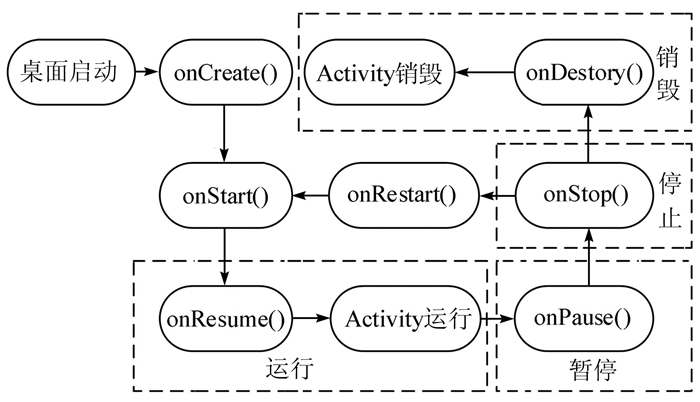 桌面启动
onCreate()
Activity销毁
onDestory()
销毁
onStart()
onRestart()
onStop()
停止
onResume()
Activity运行
onPause()
运行
暂停